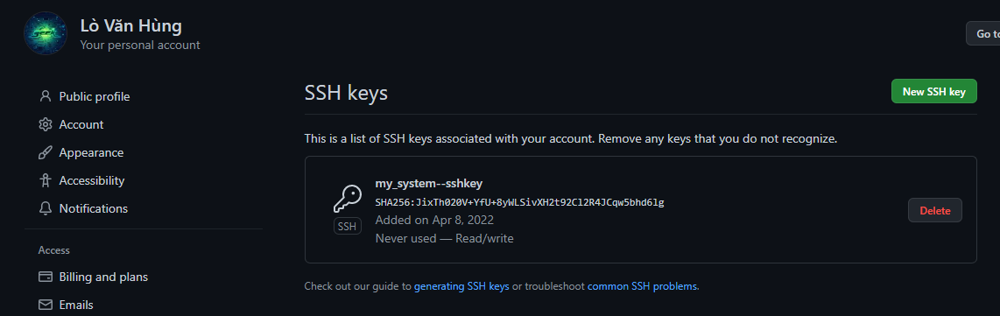 Lò Văn Hùng
Your personal account
Go to
Public profile
Account
Appearance
Accessibility
Notifications
Access
Billing and plans
Emails
SSH keys
New SSH key
This is a list of SSH keys associated with your account. Remove any keys that you do not recognize.
SSH
my_system--sshkey
SHA256:JixTh020V+YfU+8yWLSivXH2t92Cl2R4JCqw5bhd6lg
Added on Apr 8, 2022
Never used — Read/write
Delete
Check out our guide to generating SSH keys or troubleshoot common SSH problems.